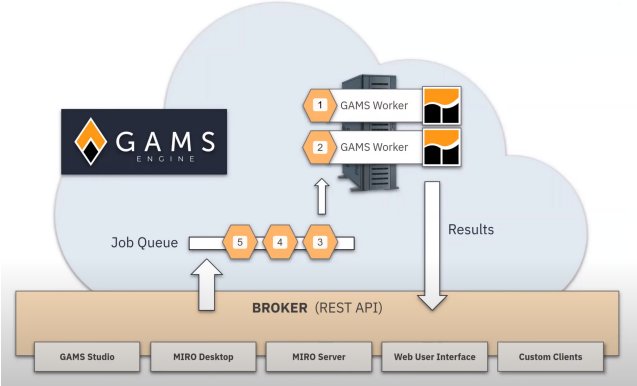 1 GAMS Worker
GAMS
ENGINE
2 GAMS Worker
Job Queue
5 4 3
Results
BROKER (REST API)
GAMS Studio
MIRO Desktop
MIRO Server
Web User Interface
Custom Clients